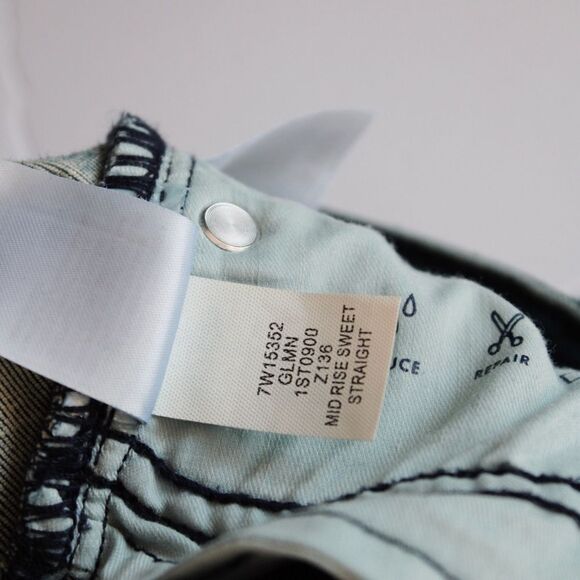 7W15352
GLMN
1ST0900
Z136
MID RISE SWEET
STRAIGHT
UCE
REPAIR